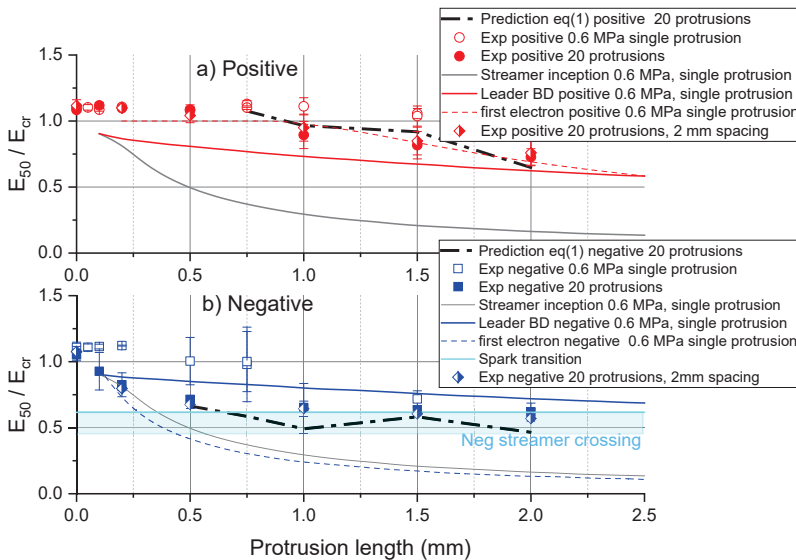 Prediction eq(1) positive  20 protrusions
Exp positive 0.6 MPa single protrusion
Exp positive 20 protrusions
Streamer inception 0.6 MPa, single protrusion
Leader BD positive 0.6 MPa, single protrusion
first electron positive 0.6 MPa single protrusion
Exp positive 20 protrusions, 2 mm spacing
a) Positive
E50 / Ecr
1.5
1.0
0.5
0.0
0.0
0.5
1.0
1.5
2.0
Prediction eq(1) negative 20 protrusions
Exp negative 0.6 MPa single protrusion
Exp negative 20 protrusions
Streamer inception 0.6 MPa, single protrusion
Leader BD negative 0.6 MPa, single protrusion
first electron negative  0.6 MPa single protrusion
Spark transition
Exp negative 20 protrusions, 2mm spacing
b) Negative
E50 / Ecr
1.5
1.0
0.5
0.0
Neg streamer crossing
0.0
0.5
1.0
1.5
2.0
2.5
Protrusion length (mm)